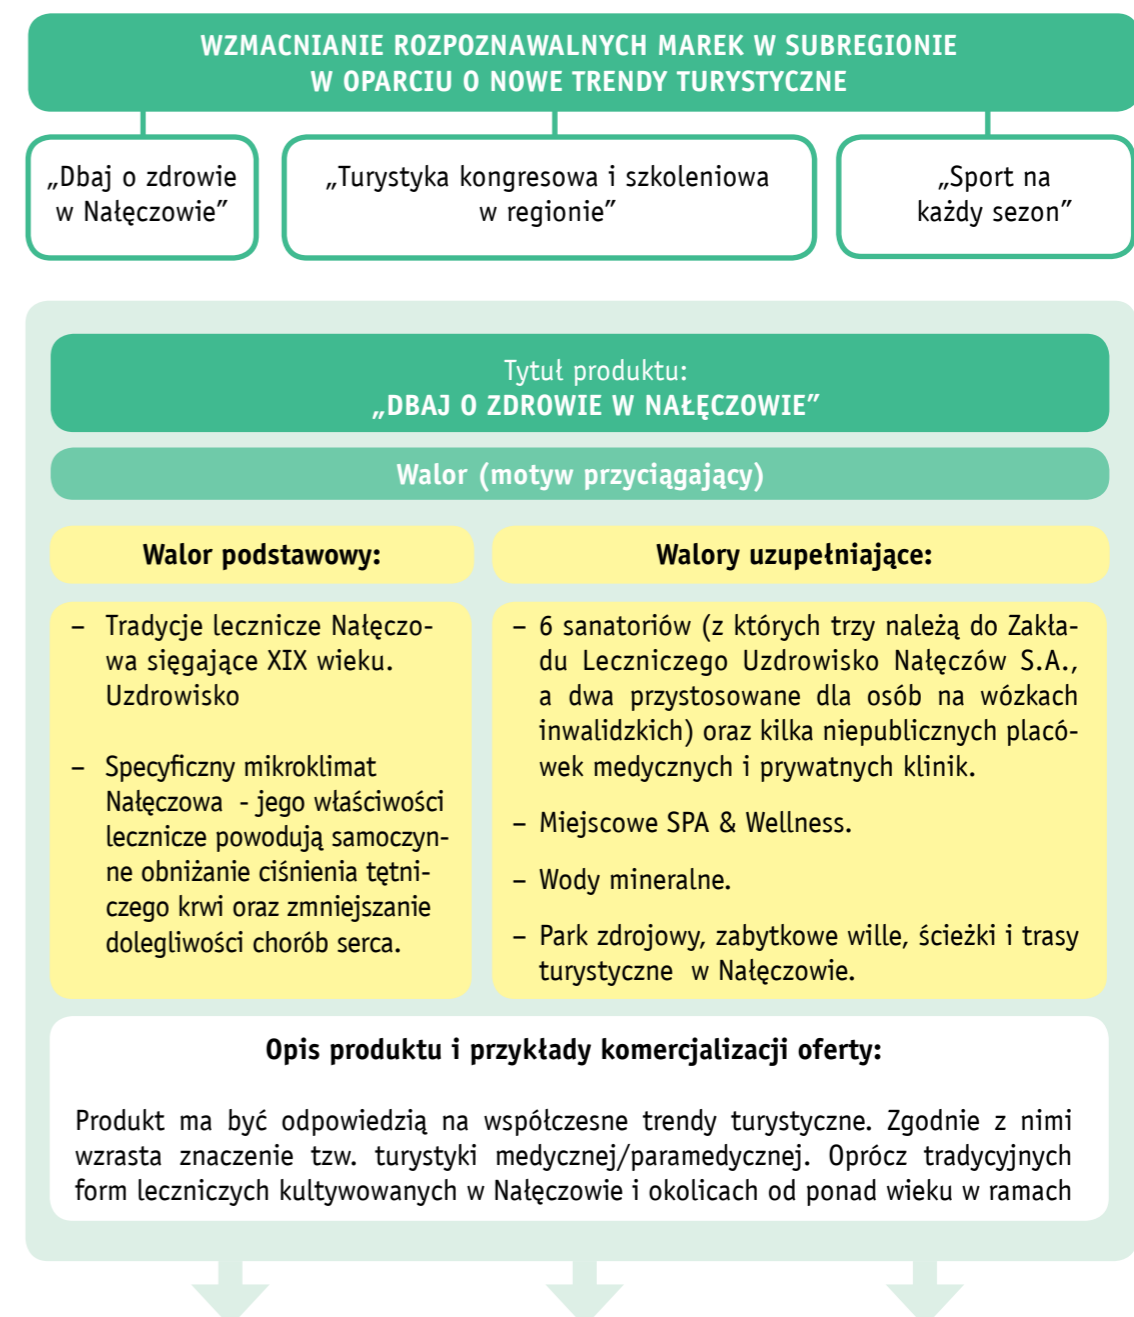 WZMACNIANIE ROZPOZNAWALNYCH MAREK W SUBREGIONIE
W OPARCIU O NOWE TRENDY TURYSTYCZNE
„Dbaj o zdrowie
w Nałęczowie”
„Turystyka kongresowa i szkoleniowa
w regionie”
„Sport na
każdy sezon”
Tytuł produktu:
„DBAJ O ZDROWIE W NAŁĘCZOWIE”
Walor (motyw przyciągający)
Walor podstawowy:
– Tradycje lecznicze Nałęczo-
wa sięgające XIX wieku.
Uzdrowisko
– Specyficzny mikroklimat
Nałęczowa - jego właściwości
lecznicze powodują samoczyn-
ne obniżanie ciśnienia tętni-
czego krwi oraz zmniejszanie
dolegliwości chorób serca.
Walory uzupełniające:
– 6 sanatoriów (z których trzy należą do Zakła-
du Leczniczego Uzdrowisko Nałęczów S.A.,
a dwa przystosowane dla osób na wózkach
inwalidzkich) oraz kilka niepublicznych placó-
wek medycznych i prywatnych klinik.
– Miejscowe SPA & Wellness.
– Wody mineralne.
– Park zdrojowy, zabytkowe wille, ścieżki i trasy
turystyczne w Nałęczowie.
Opis produktu i przykłady komercjalizacji oferty:
Produkt ma być odpowiedzią na współczesne trendy turystyczne. Zgodnie z nimi
wzrasta znaczenie tzw. turystyki medycznej/paramedycznej. Oprócz tradycyjnych
form leczniczych kultywowanych w Nałęczowie i okolicach od ponad wieku w ramach